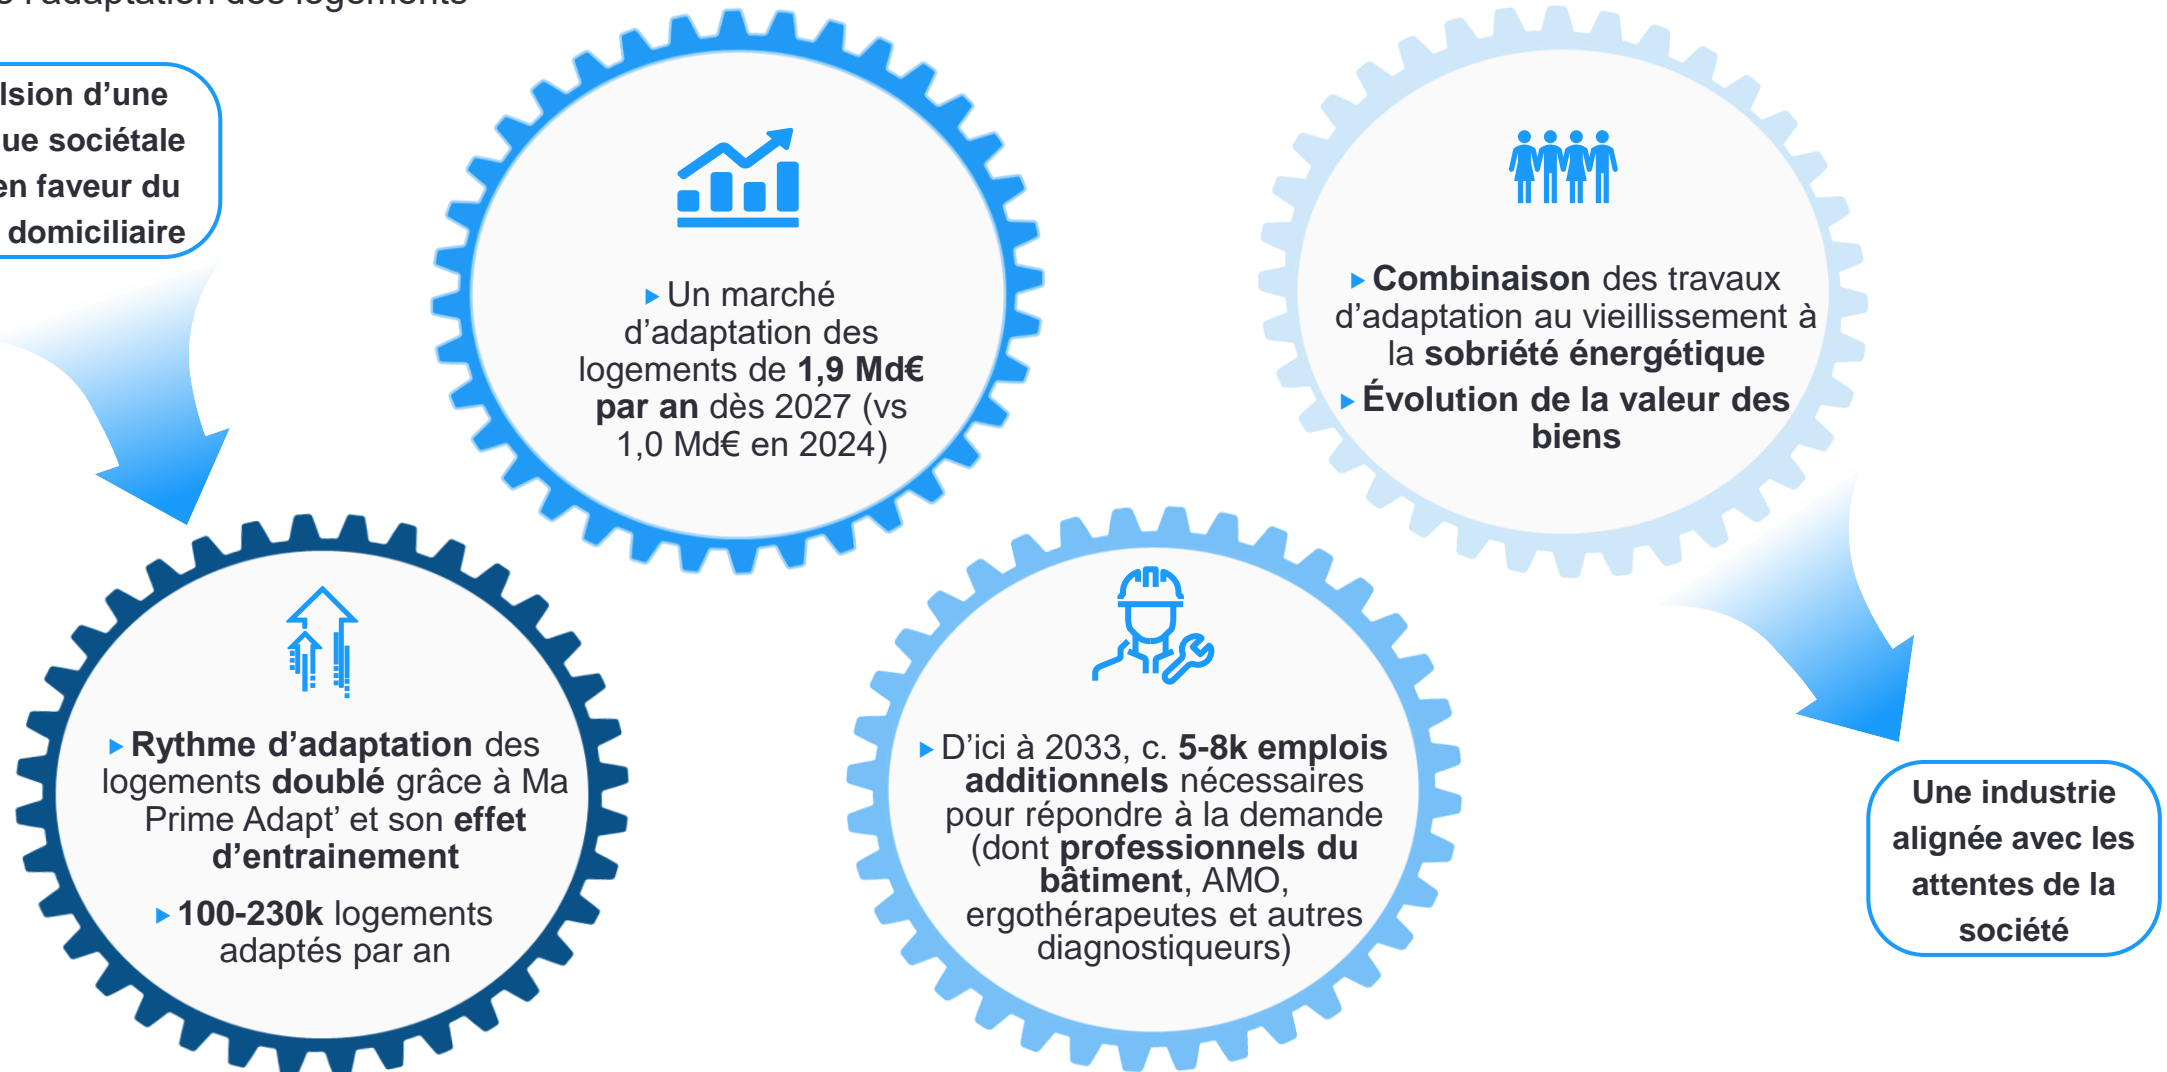 l'adaptation des logements
d'une
sociétale
en faveur du
domiciliaire
▸ Rythme d'adaptation des
logements doublé grâce à Ma
Prime Adapt' et son effet
d'entrainement
▸ 100-230k logements
adaptés par an
▸ Un marché
d'adaptation des
logements de 1,9 Md€
par an dès 2027 (vs
1,0 Md€ en 2024)
▸ D'ici à 2033, c. 5-8k emplois
additionnels nécessaires
pour répondre à la demande
(dont professionnels du
bâtiment, AMO,
ergothérapeutes et autres
diagnostiqueurs)
▸ Combinaison des travaux
d'adaptation au vieillissement à
la sobriété énergétique
▸ Évolution de la valeur des
biens
Une industrie
alignée avec les
attentes de la
société